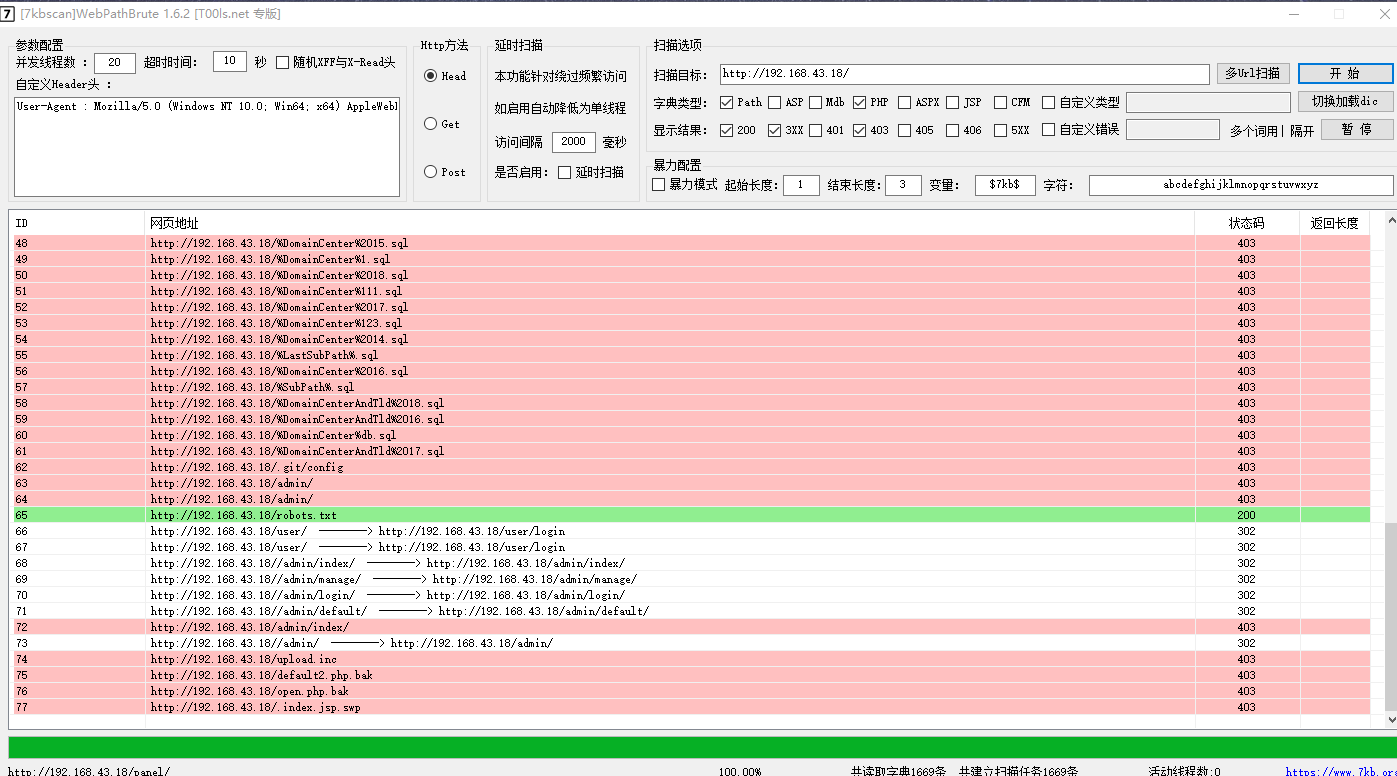 7 [7kbscan]WebPathBrute 1.6.2 [T00ls.net 专版]
参数配置
并发线程数 : 20 超时时间: 10 秒 随机XFF与X-Read头
自定义Header头 :
User-Agent : Mozilla/5.0 (Windows NT 10.0; Win64; x64) AppleWebK
Http方法
Head
Get
Post
延时扫描
本功能针对绕过频繁访问
如启用自动降低为单线程
访问间隔 2000 毫秒
是否启用: 延时扫描
扫描选项
扫描目标: http://192.168.43.18/ 多Url扫描 开 始
字典类型: Path ASP Mdb PHP ASPX JSP CFM 自定义类型 切换加载dic
显示结果: 200 3XX 401 403 405 406 5XX 自定义错误 多个词用| 隔开 暂 停
暴力配置
暴力模式 起始长度: 1 结束长度: 3 变量: $7kb$ 字符: abcdefghijklmnopqrstuvwxyz
ID 网页地址 状态码 返回长度
48 http://192.168.43.18/%DomainCenter%2015.sql 403
49 http://192.168.43.18/%DomainCenter%1.sql 403
50 http://192.168.43.18/%DomainCenter%2018.sql 403
51 http://192.168.43.18/%DomainCenter%111.sql 403
52 http://192.168.43.18/%DomainCenter%2017.sql 403
53 http://192.168.43.18/%DomainCenter%123.sql 403
54 http://192.168.43.18/%DomainCenter%2014.sql 403
55 http://192.168.43.18/%LastSubPath%.sql 403
56 http://192.168.43.18/%DomainCenter%2016.sql 403
57 http://192.168.43.18/%SubPath%.sql 403
58 http://192.168.43.18/%DomainCenterAndTld%2018.sql 403
59 http://192.168.43.18/%DomainCenterAndTld%2016.sql 403
60 http://192.168.43.18/%DomainCenter%db.sql 403
61 http://192.168.43.18/%DomainCenterAndTld%2017.sql 403
62 http://192.168.43.18/.git/config 403
63 http://192.168.43.18/admin/ 403
64 http://192.168.43.18/admin/ 403
65 http://192.168.43.18/robots.txt 200
66 http://192.168.43.18/user/ ————> http://192.168.43.18/user/login 302
67 http://192.168.43.18/user/ ————> http://192.168.43.18/user/login 302
68 http://192.168.43.18//admin/index/ ————> http://192.168.43.18/admin/index/ 302
69 http://192.168.43.18//admin/manage/ ————> http://192.168.43.18/admin/manage/ 302
70 http://192.168.43.18//admin/login/ ————> http://192.168.43.18/admin/login/ 302
71 http://192.168.43.18//admin/default/ ————> http://192.168.43.18/admin/default/ 302
72 http://192.168.43.18/admin/index/ 403
73 http://192.168.43.18//admin/ ————> http://192.168.43.18/admin/ 302
74 http://192.168.43.18/upload.inc 403
75 http://192.168.43.18/default2.php.bak 403
76 http://192.168.43.18/open.php.bak 403
77 http://192.168.43.18/.index.jsp.swp 403
http://192.168.43.18/panel/ 100.00% 共读取字典1669条 共建立扫描任务1669条 活动线程数:0 https://www.7kb.org